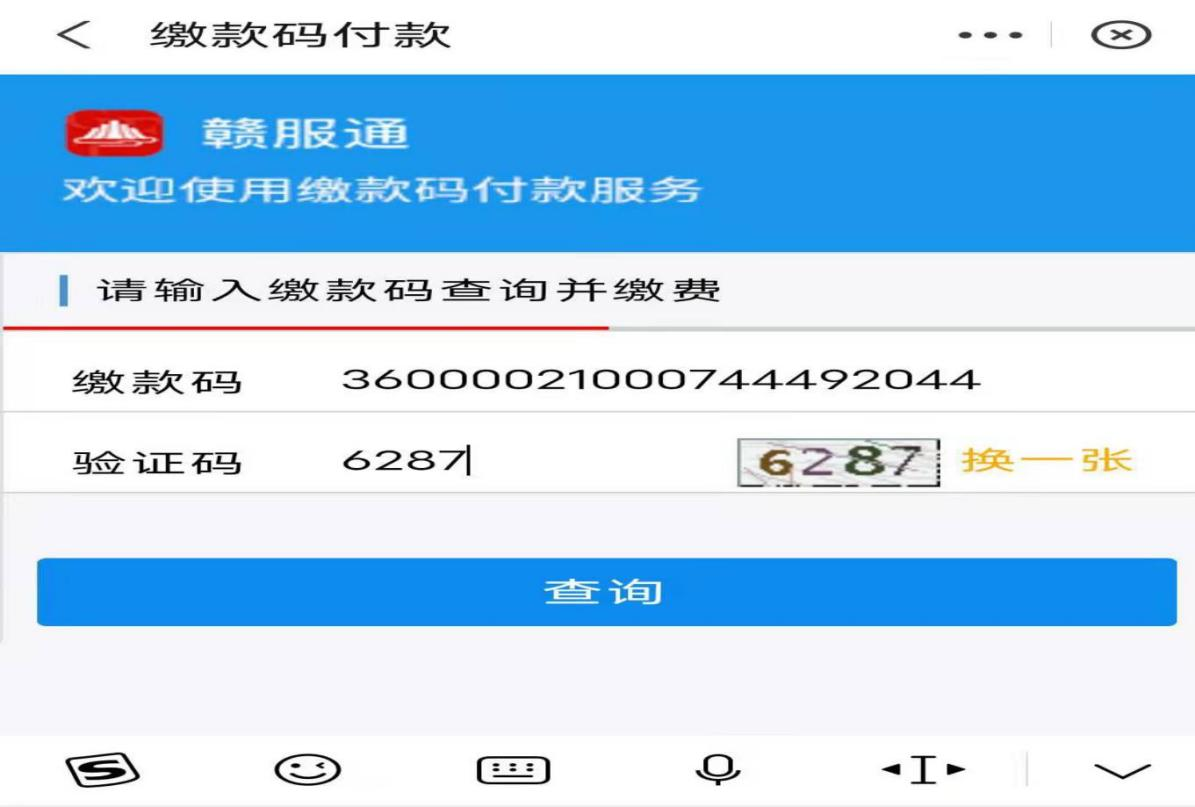 缴款码付款
赣服通
欢迎使用缴款码付款服务
请输入缴款码查询并缴费
缴款码 36000021000744492044
验证码 6287 6287 换一张
查询